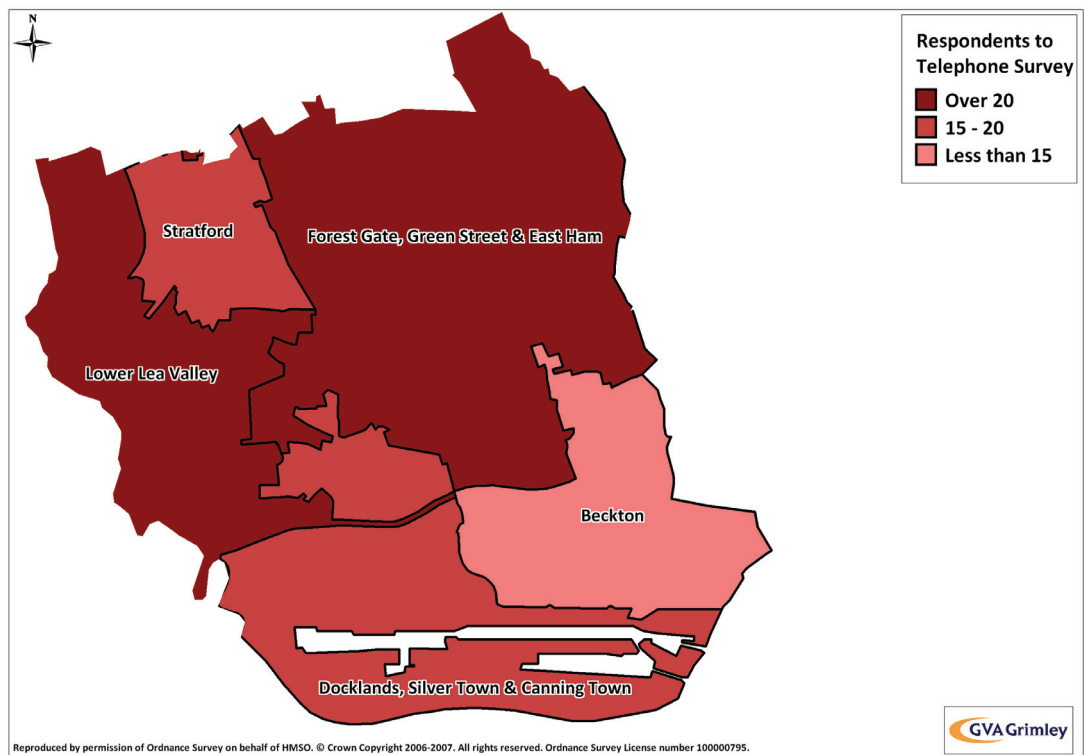 N
Respondents to
Telephone Survey
Over 20
15 - 20
Less than 15
Stratford
Forest Gate, Green Street & East Ham
Lower Lea Valley
Beckton
Docklands, Silver Town & Canning Town
Reproduced by permission of Ordnance Survey on behalf of HMSO. © Crown Copyright 2006-2007. All rights reserved. Ordnance Survey License number 100000795.
GVAGrimley